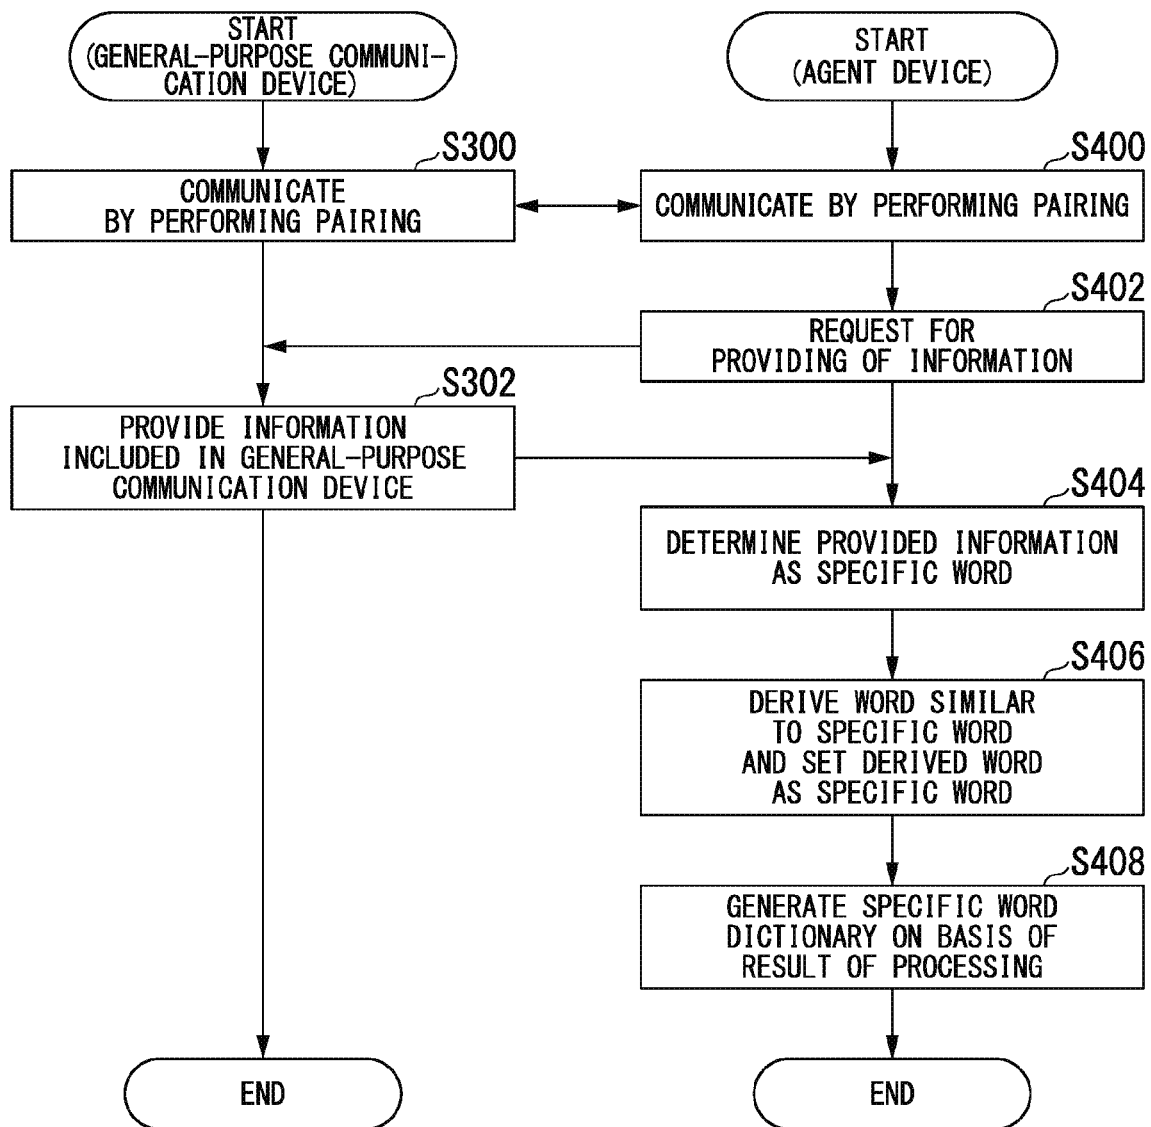 START
(GENERAL-PURPOSE COMMUNI-
CATION DEVICE)
START
(AGENT DEVICE)
S300
COMMUNICATE
BY PERFORMING PAIRING
S400
COMMUNICATE BY PERFORMING PAIRING
S402
REQUEST FOR
PROVIDING OF INFORMATION
S302
PROVIDE INFORMATION
INCLUDED IN GENERAL-PURPOSE
COMMUNICATION DEVICE
S404
DETERMINE PROVIDED INFORMATION
AS SPECIFIC WORD
S406
DERIVE WORD SIMILAR
TO SPECIFIC WORD
AND SET DERIVED WORD
AS SPECIFIC WORD
S408
GENERATE SPECIFIC WORD
DICTIONARY ON BASIS OF
RESULT OF PROCESSING
END
END